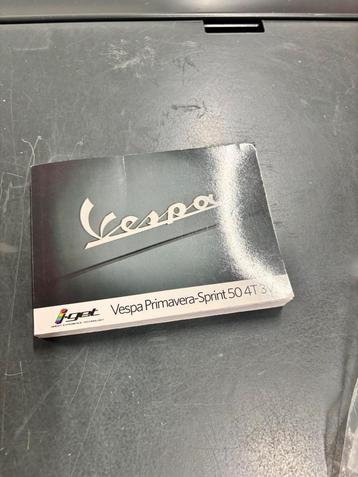 Vespa
i-get
Vespa Primavera-Sprint 50 4T 3V